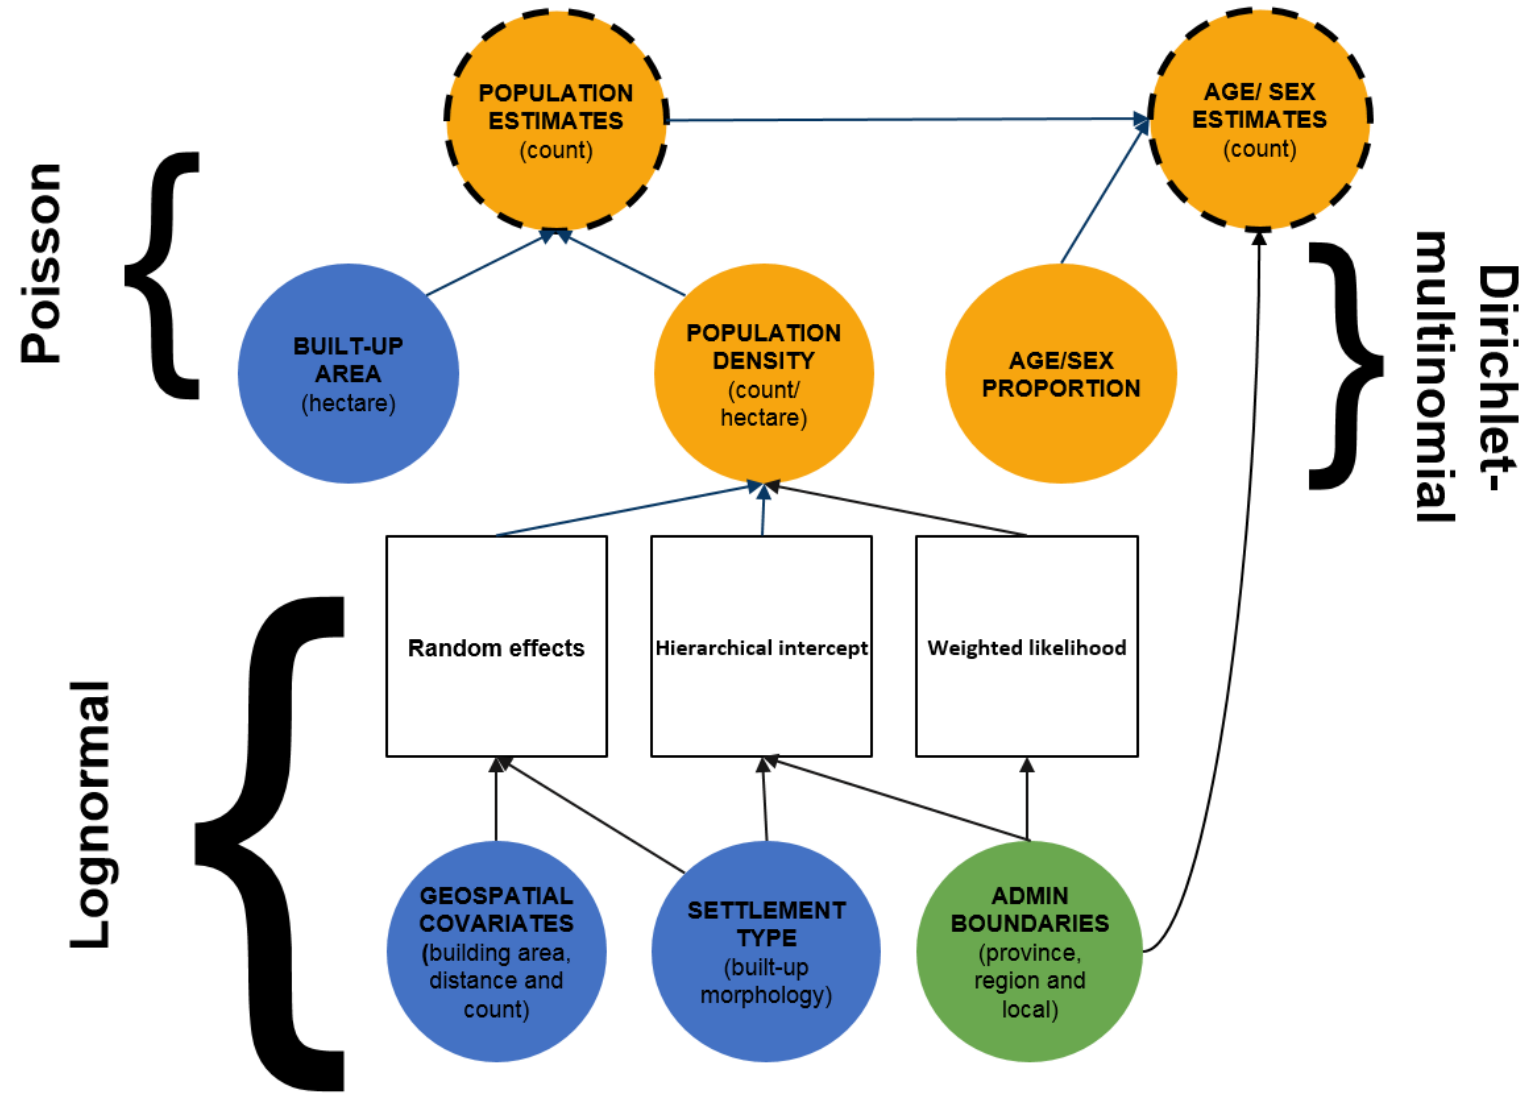 POPULATION
ESTIMATES
(count)
AGE/ SEX
ESTIMATES
(count)
Poisson
BUILT-UP
AREA
(hectare)
POPULATION
DENSITY
(count/
hectare)
AGE/SEX
PROPORTION
Dirichlet-
multinomial
Random effects
Hierarchical intercept
Weighted likelihood
Lognormal
GEOSPATIAL
COVARIATES
(building area,
distance and
count)
SETTLEMENT
TYPE
(built-up
morphology)
ADMIN
BOUNDARIES
(province,
region and
local)